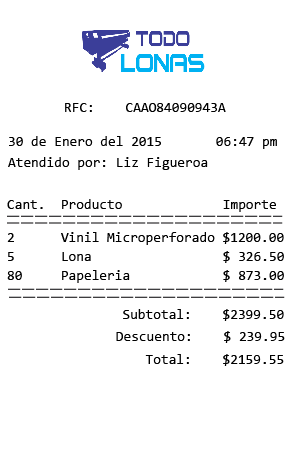 TODO
LONAS
RFC: CAAO84090943A
30 de Enero del 2015 06:47 pm
Atendido por: Liz Figueroa
Cant. Producto Importe
2 Vinil Microperforado $1200.00
5 Lona $ 326.50
80 Papeleria $ 873.00
Subtotal: $2399.50
Descuento: $ 239.95
Total: $2159.55